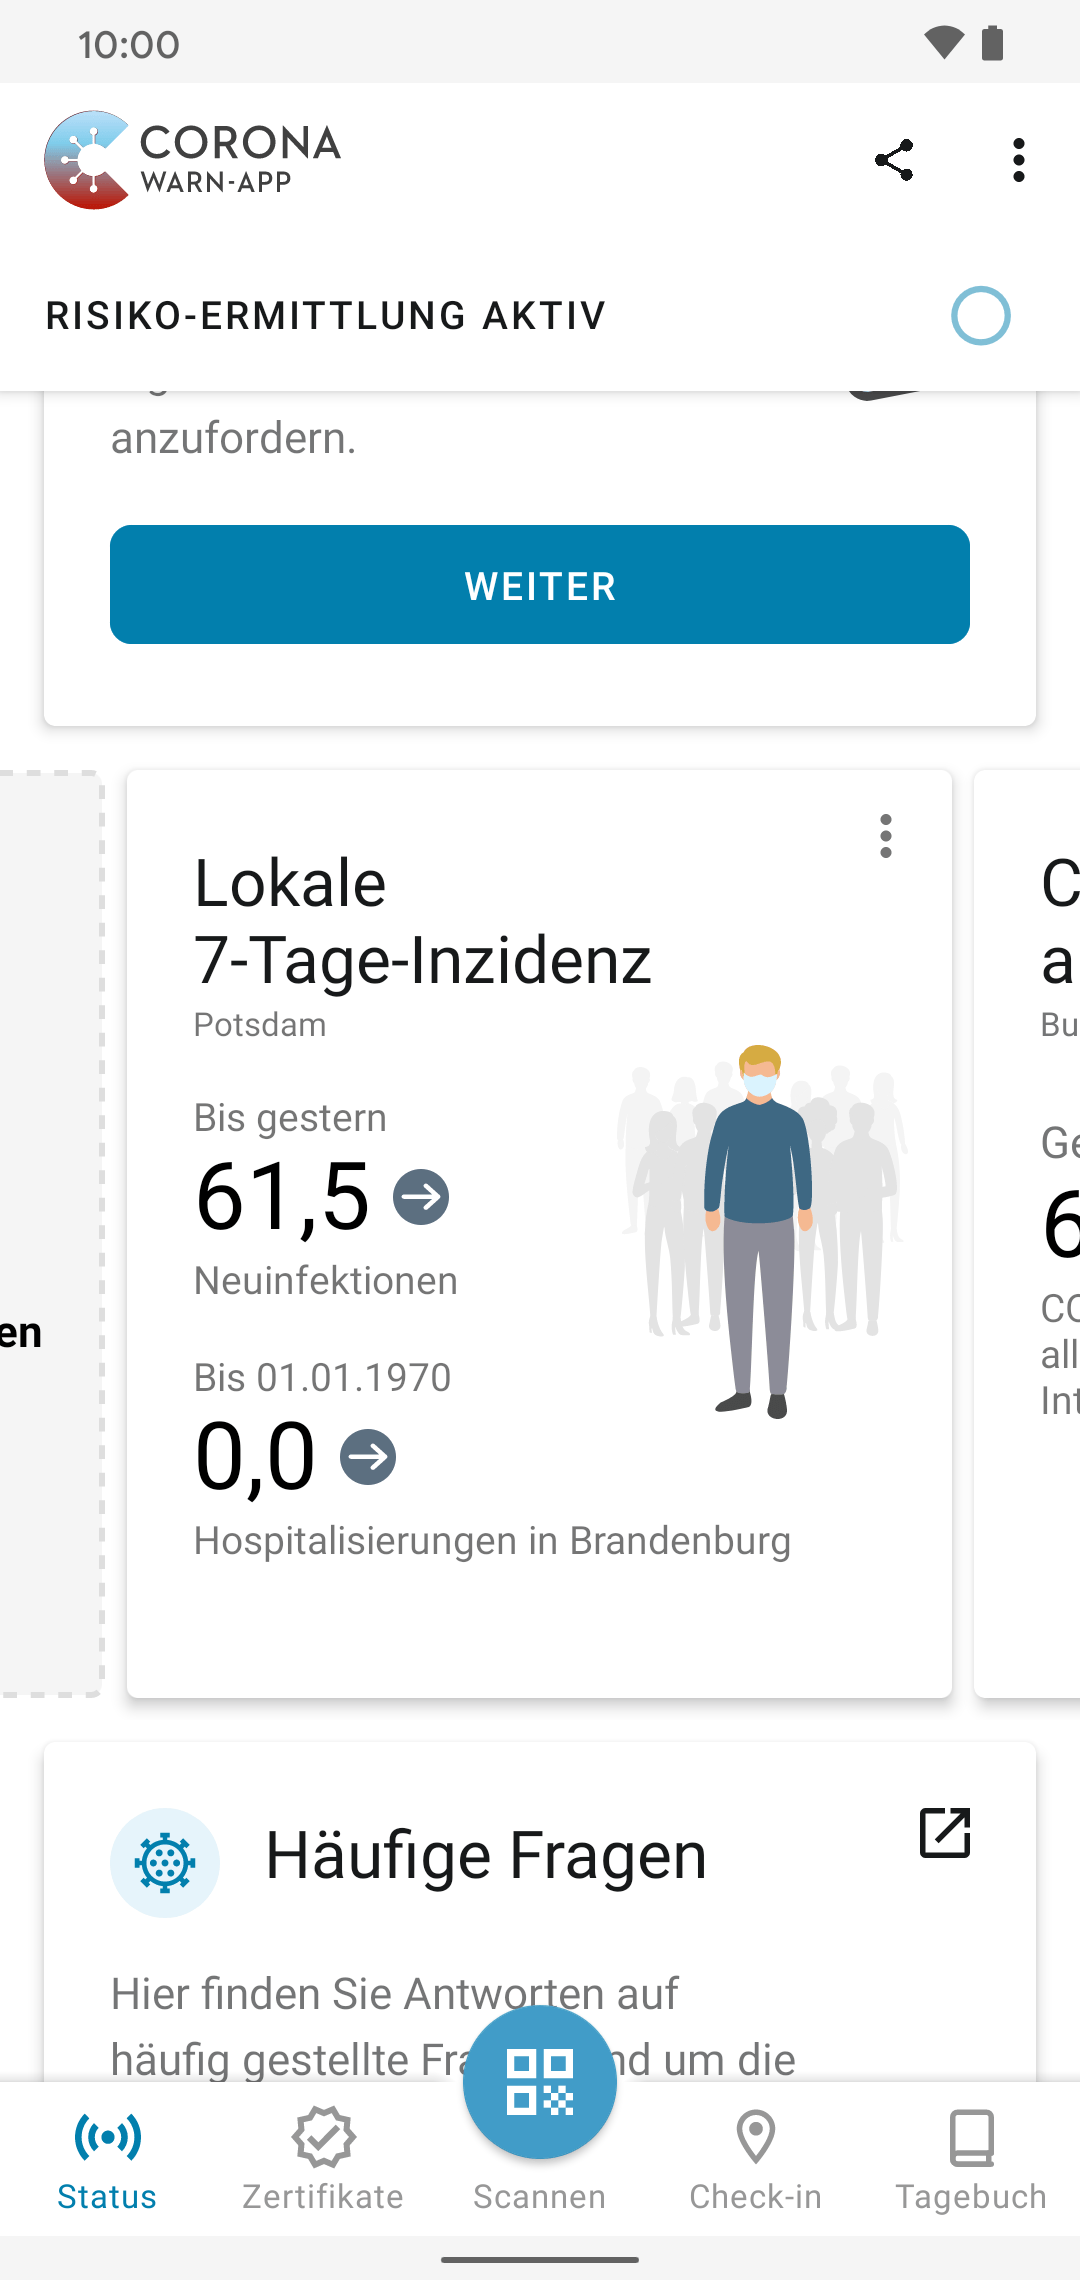 10:00
CORONA
WARN-APP
RISIKO-ERMITTLUNG AKTIV
anzufordern.
WEITER
en
Lokale
7-Tage-Inzidenz
Potsdam
Bis gestern
61,5
Neuinfektionen
Bis 01.01.1970
0,0
Hospitalisierungen in Brandenburg
C
a
Bu
Ge
6
CO
all
Int
Häufige Fragen
Hier finden Sie Antworten auf
häufig gestellte Fra nd um die
Status
Zertifikate
Scannen
Check-in
Tagebuch